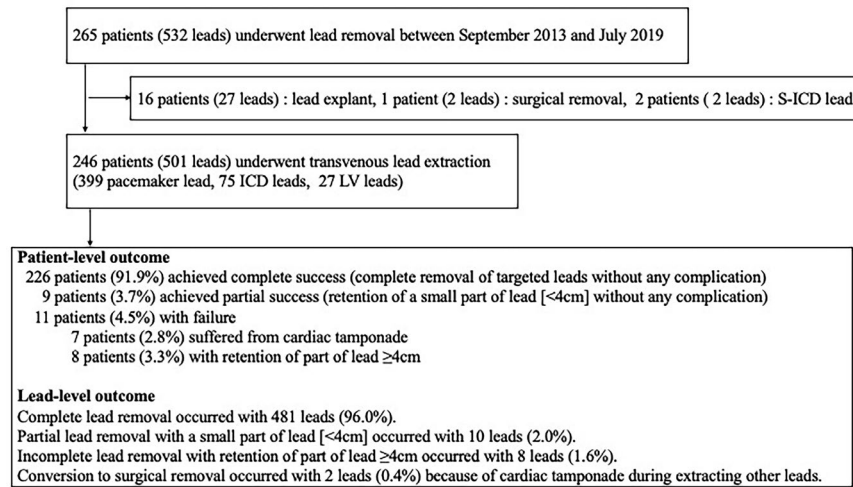 265 patients (532 leads) underwent lead removal between September 2013 and July 2019
16 patients (27 leads) : lead explant, 1 patient (2 leads) : surgical removal, 2 patients ( 2 leads) : S-ICD lead
246 patients (501 leads) underwent transvenous lead extraction
(399 pacemaker lead, 75 ICD leads, 27 LV leads)
Patient-level outcome
226 patients (91.9%) achieved complete success (complete removal of targeted leads without any complication)
9 patients (3.7%) achieved partial success (retention of a small part of lead [<4cm] without any complication)
11 patients (4.5%) with failure
7 patients (2.8%) suffered from cardiac tamponade
8 patients (3.3%) with retention of part of lead ≥4cm
Lead-level outcome
Complete lead removal occurred with 481 leads (96.0%).
Partial lead removal with a small part of lead [<4cm] occurred with 10 leads (2.0%).
Incomplete lead removal with retention of part of lead ≥4cm occurred with 8 leads (1.6%).
Conversion to surgical removal occurred with 2 leads (0.4%) because of cardiac tamponade during extracting other leads.